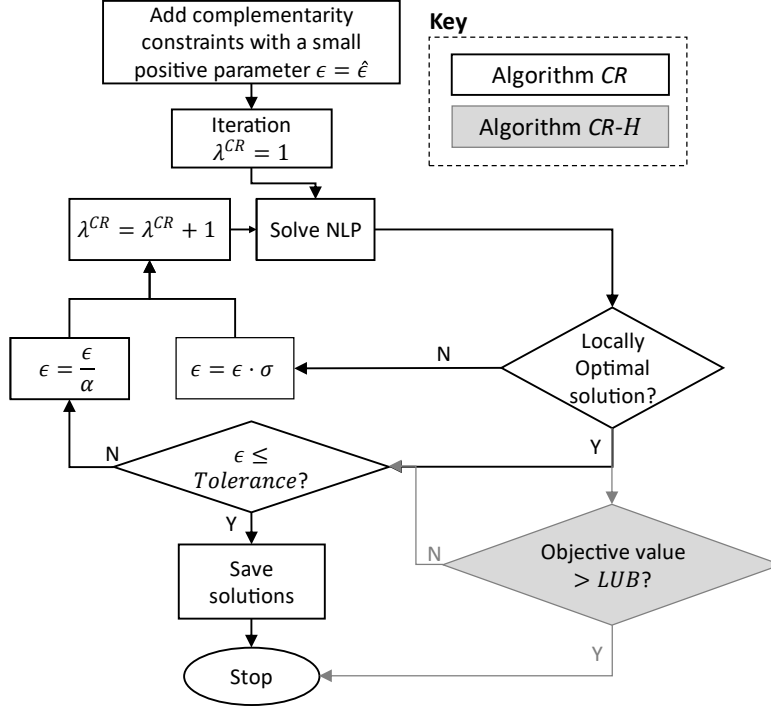 Add complementarity
constraints with a small
positive parameter ϵ = ϵ̂
Key
Algorithm CR
Algorithm CR-H
Iteration
λ^CR = 1
λ^CR = λ^CR + 1
Solve NLP
ϵ = ϵ/α
ϵ = ϵ · σ
N
Locally
Optimal
solution?
Y
N
ϵ ≤
Tolerance?
Y
N
Objective value
> LUB?
Save
solutions
Y
Stop